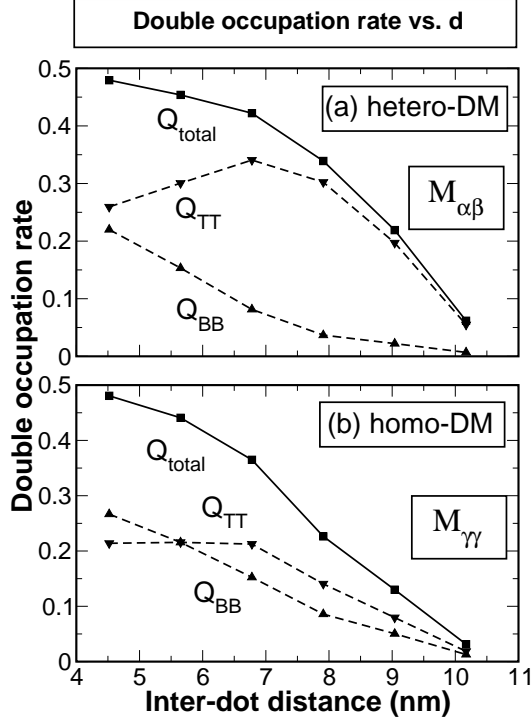 Double occupation rate vs. d
0.5
(a) hetero-DM
Q_total
0.4
M_αβ
0.3
Q_TT
0.2
Q_BB
0.1
0
0.5
(b) homo-DM
0.4
Q_total
0.3
Q_TT
M_γγ
0.2
Q_BB
0.1
0
4 5 6 7 8 9 10 11
Inter-dot distance (nm)
Double occupation rate